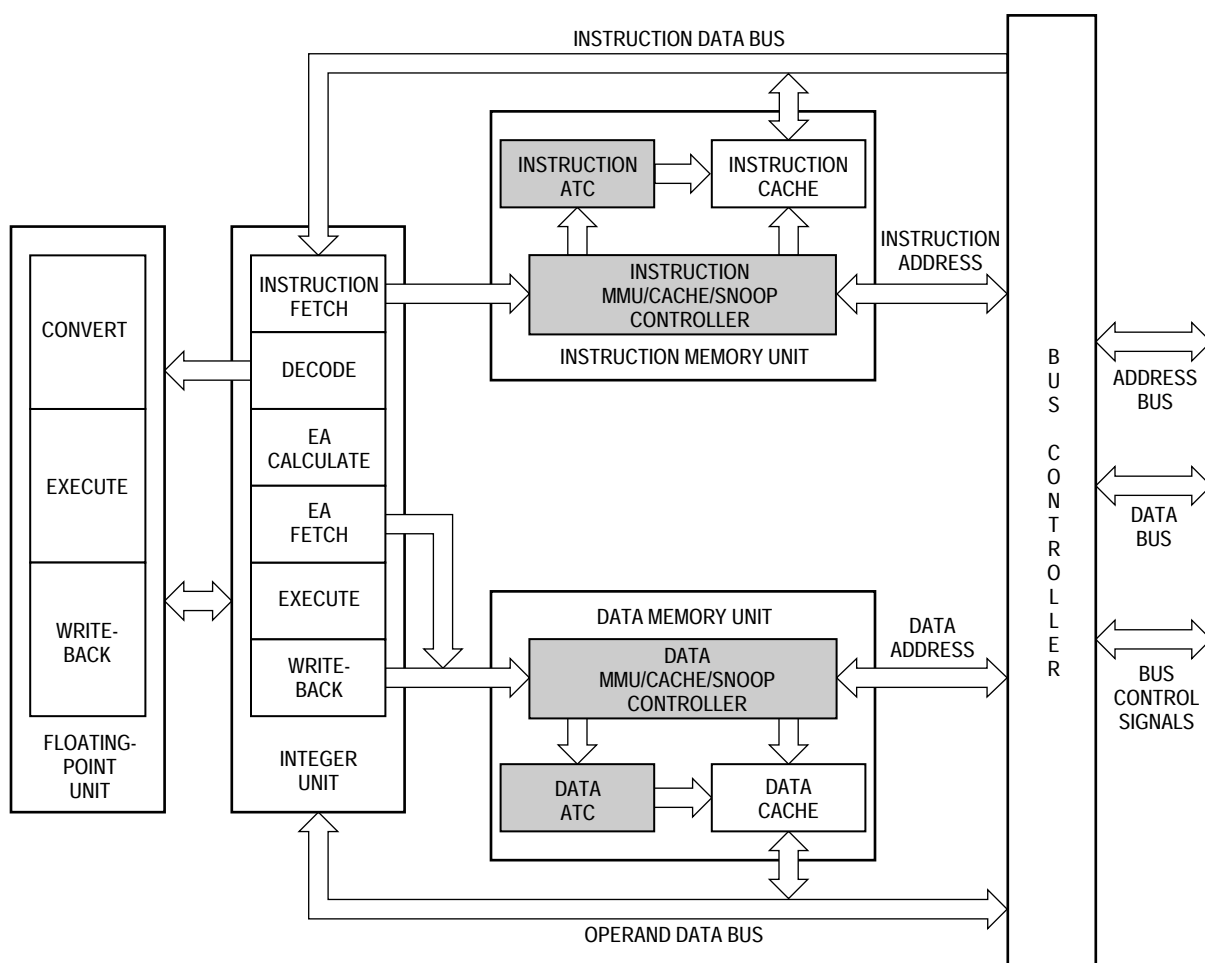 INSTRUCTION DATA BUS
INSTRUCTION
ATC
INSTRUCTION
CACHE
INSTRUCTION
MMU/CACHE/SNOOP
CONTROLLER
INSTRUCTION MEMORY UNIT
INSTRUCTION
ADDRESS
CONVERT
EXECUTE
WRITE-
BACK
FLOATING-
POINT
UNIT
INSTRUCTION
FETCH
DECODE
EA
CALCULATE
EA
FETCH
EXECUTE
WRITE-
BACK
INTEGER
UNIT
DATA MEMORY UNIT
DATA
MMU/CACHE/SNOOP
CONTROLLER
DATA
ATC
DATA
CACHE
DATA
ADDRESS
OPERAND DATA BUS
B
U
S
C
O
N
T
R
O
L
L
E
R
ADDRESS
BUS
DATA
BUS
BUS
CONTROL
SIGNALS